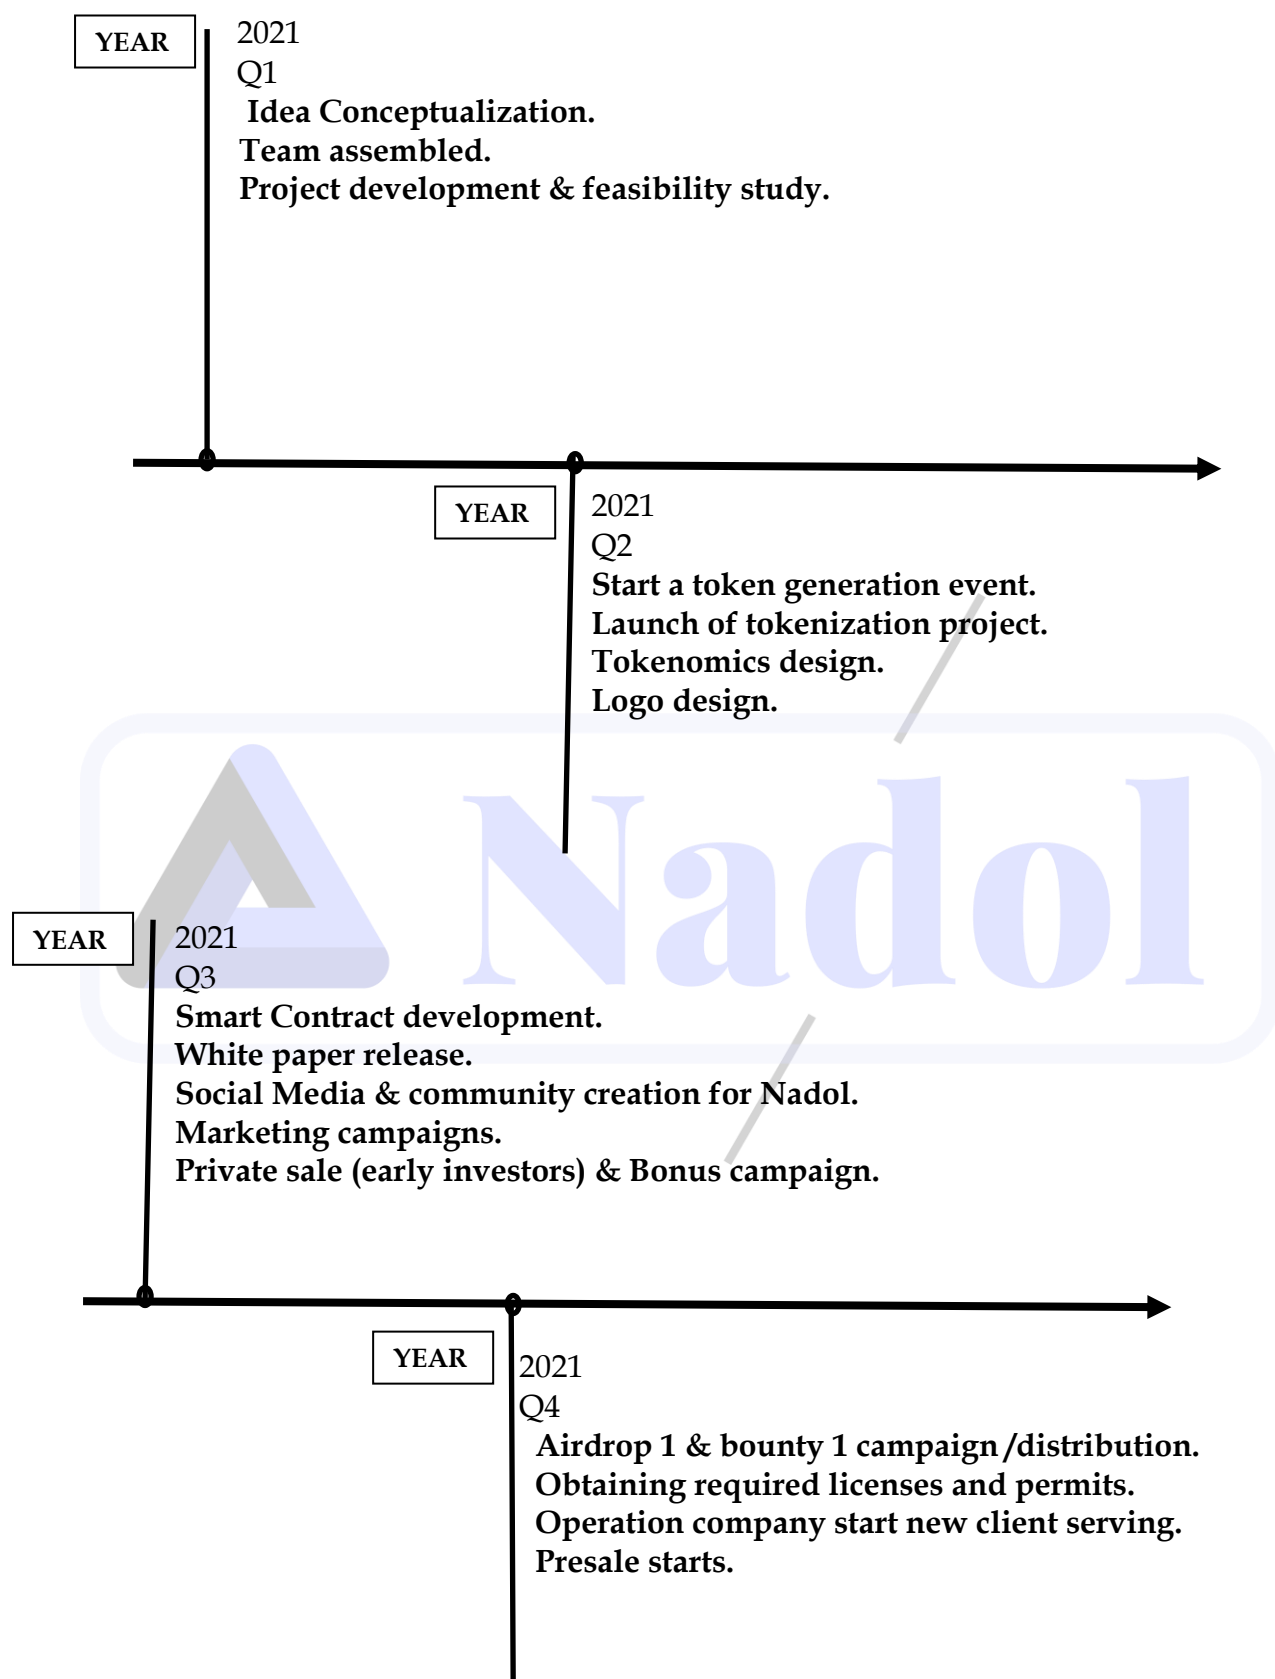 YEAR
2021
Q1
Idea Conceptualization.
Team assembled.
Project development & feasibility study.
YEAR
2021
Q2
Start a token generation event.
Launch of tokenization project.
Tokenomics design.
Logo design.
Nadol
YEAR
2021
Q3
Smart Contract development.
White paper release.
Social Media & community creation for Nadol.
Marketing campaigns.
Private sale (early investors) & Bonus campaign.
YEAR
2021
Q4
Airdrop 1 & bounty 1 campaign/distribution.
Obtaining required licenses and permits.
Operation company start new client serving.
Presale starts.